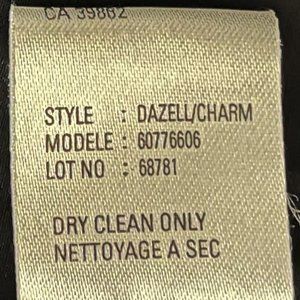 CA 39862
STYLE : DAZELL/CHARM
MODELE : 60776606
LOT NO : 68781
DRY CLEAN ONLY
NETTOYAGE A SEC